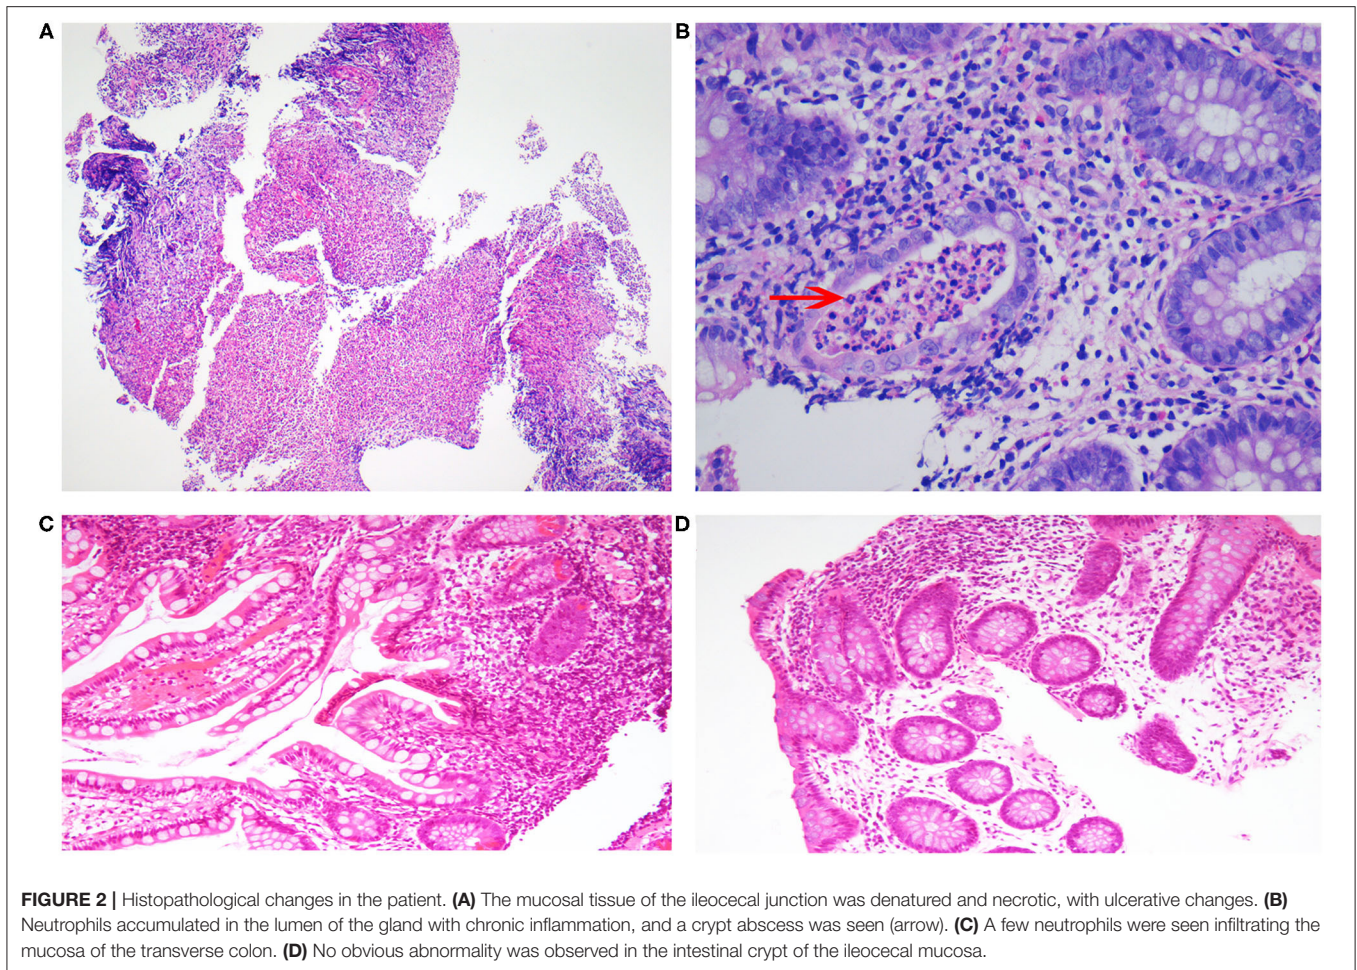 A
B
C
D
FIGURE 2 | Histopathological changes in the patient. (A) The mucosal tissue of the ileocecal junction was denatured and necrotic, with ulcerative changes. (B)
Neutrophils accumulated in the lumen of the gland with chronic inflammation, and a crypt abscess was seen (arrow). (C) A few neutrophils were seen infiltrating the
mucosa of the transverse colon. (D) No obvious abnormality was observed in the intestinal crypt of the ileocecal mucosa.